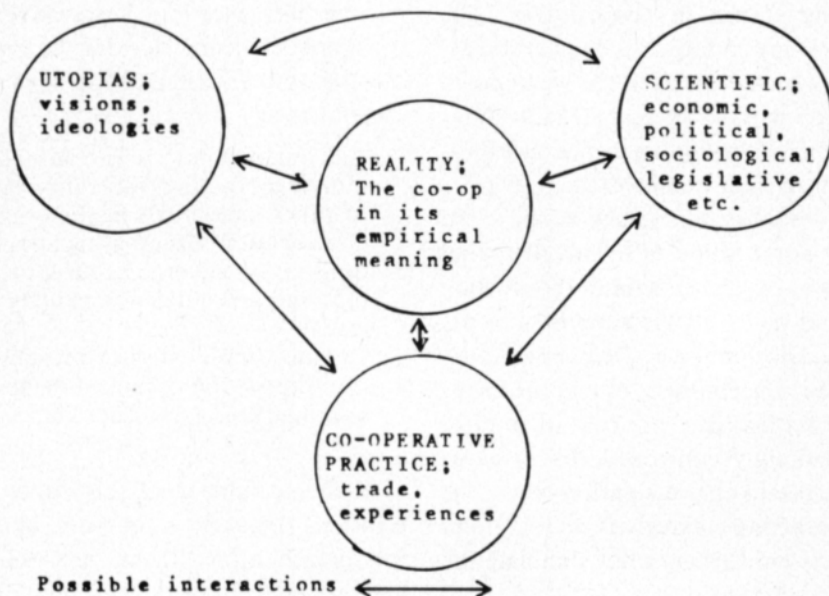 UTOPIAS;
visions,
ideologies
SCIENTIFIC;
economic,
political,
sociological
legislative
etc.
REALITY;
The co-op
in its
empirical
meaning
CO-OPERATIVE
PRACTICE;
trade,
experiences
Possible interactions